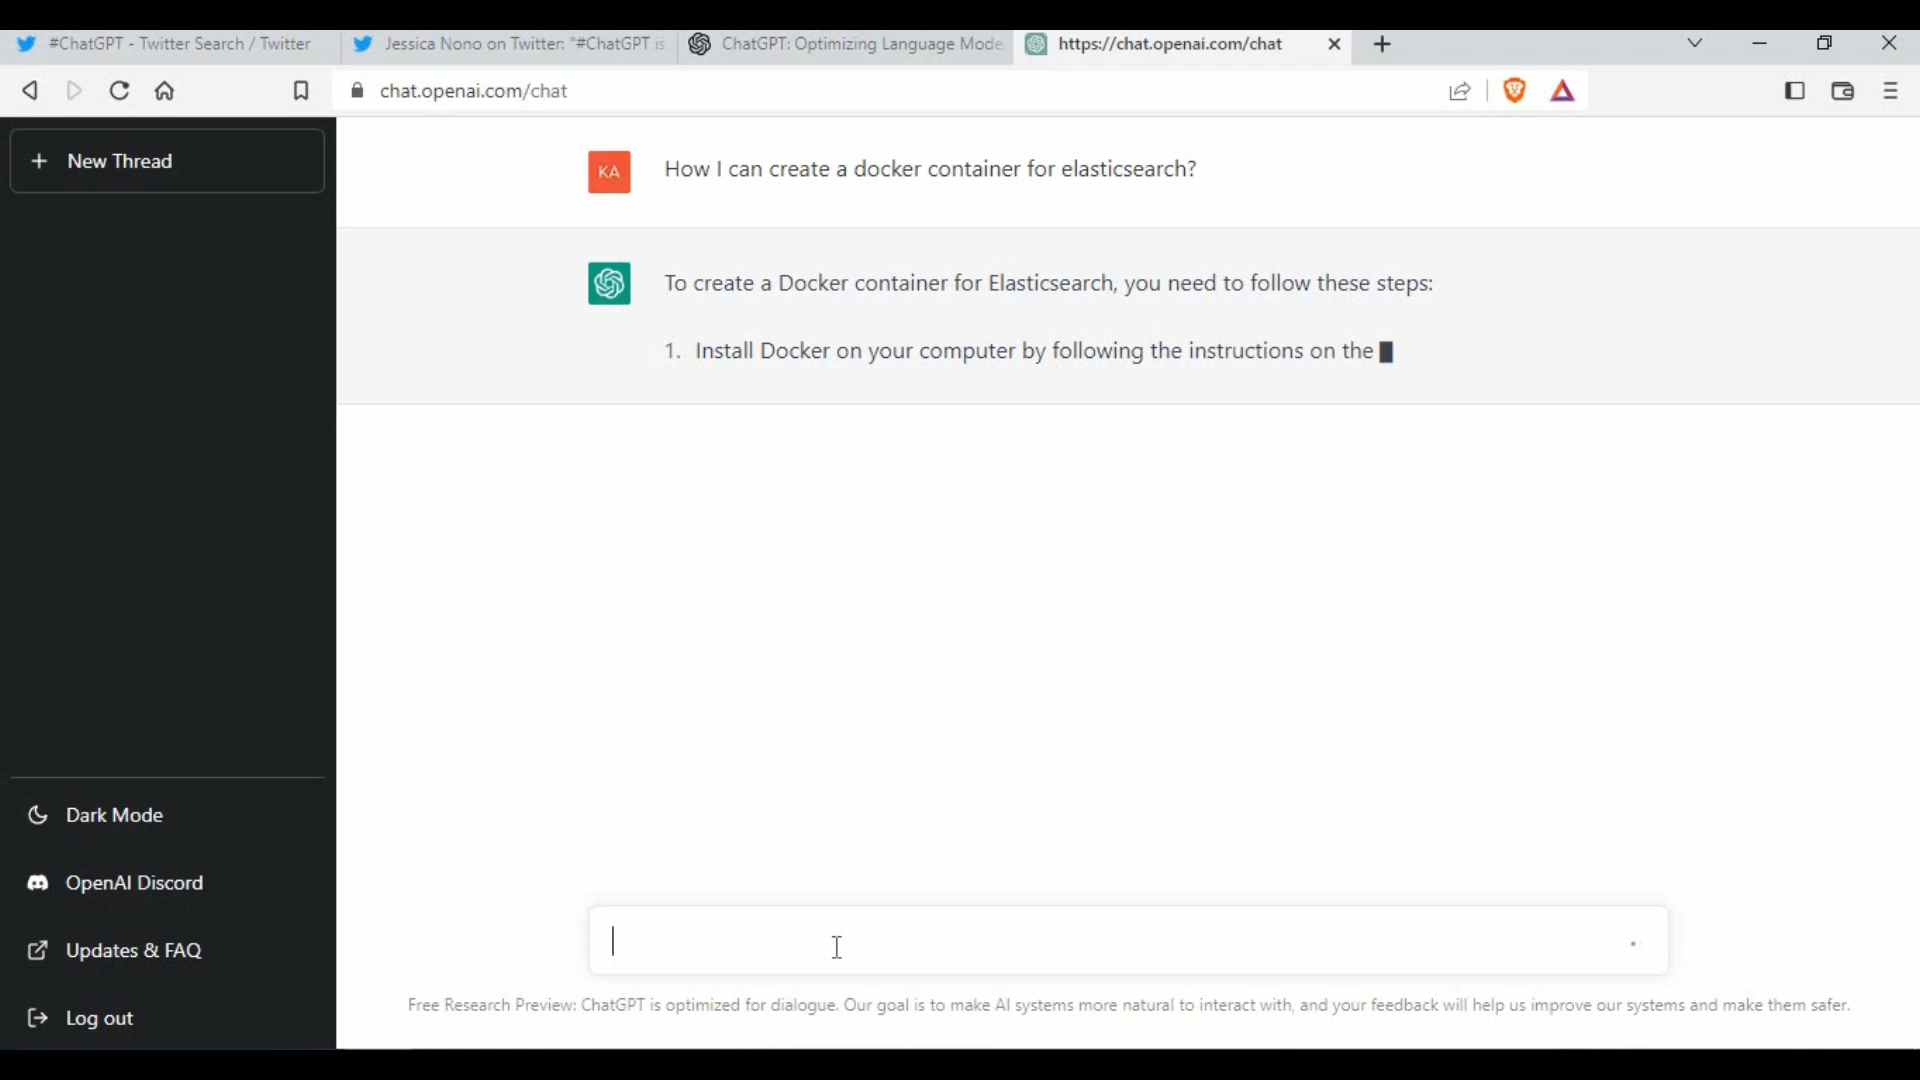 #ChatGPT - Twitter Search / Twitter
Jessica Nono on Twitter: "#ChatGPT is
ChatGPT: Optimizing Language Mode
https://chat.openai.com/chat
chat.openai.com/chat
New Thread
KA
How I can create a docker container for elasticsearch?
To create a Docker container for Elasticsearch, you need to follow these steps:
1. Install Docker on your computer by following the instructions on the
Dark Mode
OpenAI Discord
Updates & FAQ
Log out
Free Research Preview: ChatGPT is optimized for dialogue. Our goal is to make AI systems more natural to interact with, and your feedback will help us improve our systems and make them safer.